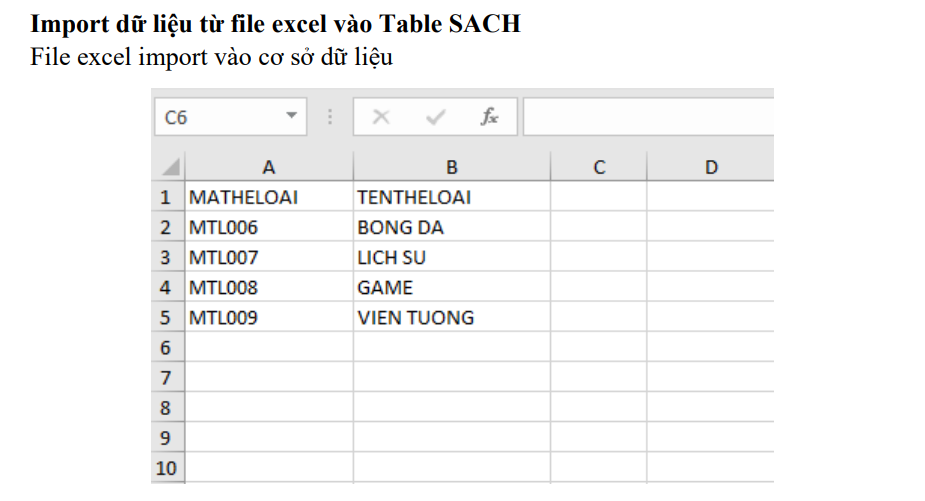 Import dữ liệu từ file excel vào Table SACH
File excel import vào cơ sở dữ liệu
C6 fx
A B C D
1 MATHELOAI TENTHELOAI
2 MTL006 BONG DA
3 MTL007 LICH SU
4 MTL008 GAME
5 MTL009 VIEN TUONG
6
7
8
9
10